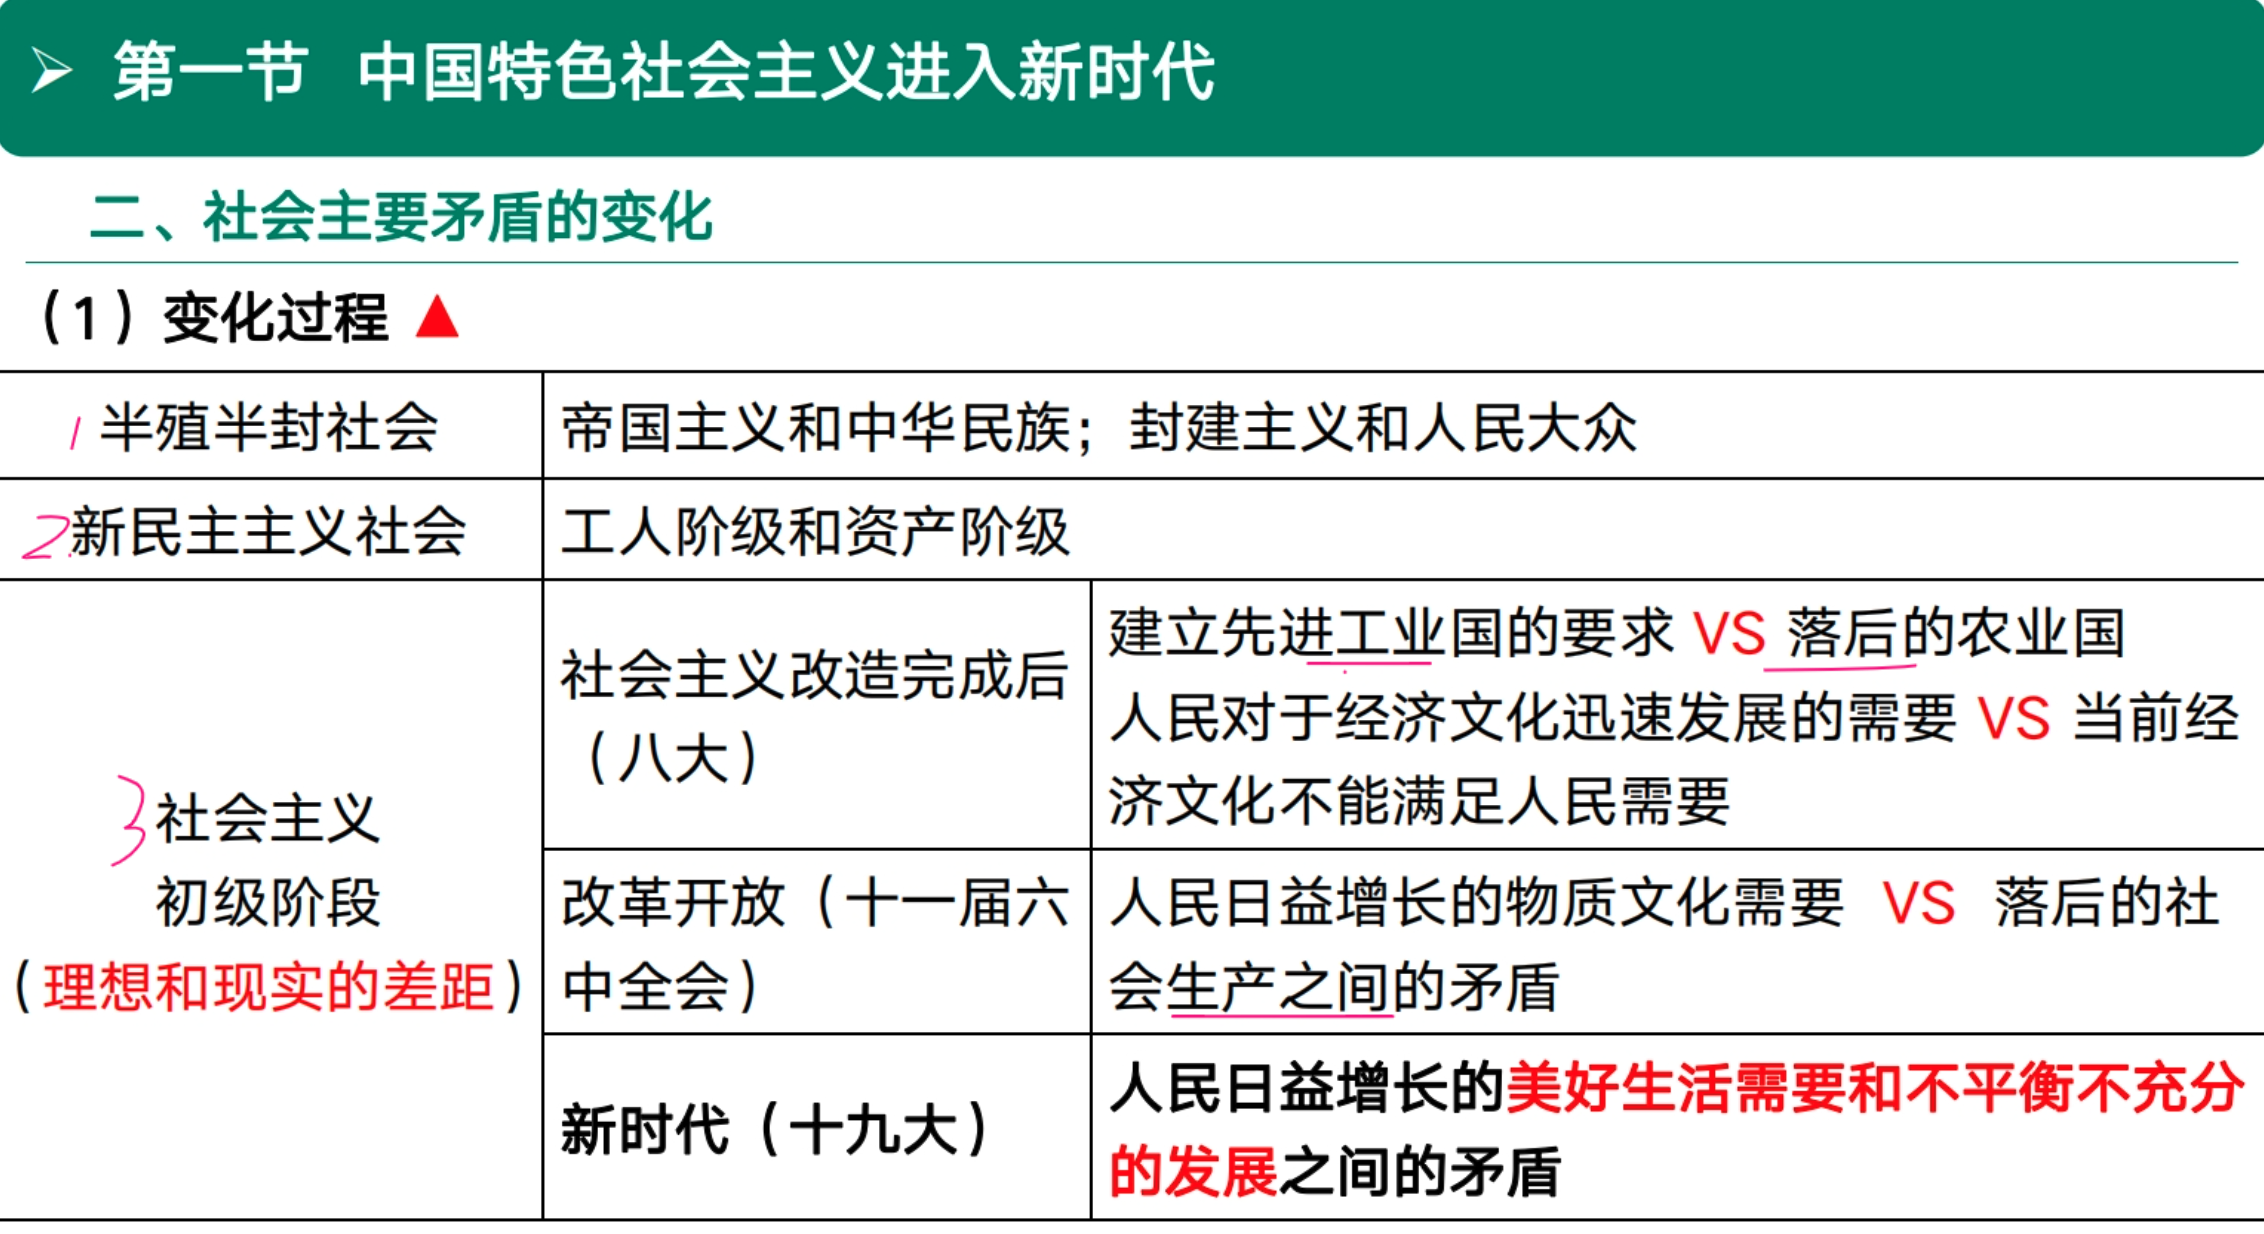 第一节 中国特色社会主义进入新时代
二、社会主要矛盾的变化
（1）变化过程
1 半殖半封社会
帝国主义和中华民族；封建主义和人民大众
2.新民主主义社会
工人阶级和资产阶级
3 社会主义
初级阶段
（理想和现实的差距）
社会主义改造完成后
（八大）
建立先进工业国的要求 VS 落后的农业国
人民对于经济文化迅速发展的需要 VS 当前经
济文化不能满足人民需要
改革开放（十一届六
中全会）
人民日益增长的物质文化需要 VS 落后的社
会生产之间的矛盾
新时代（十九大）
人民日益增长的美好生活需要和不平衡不充分
的发展之间的矛盾